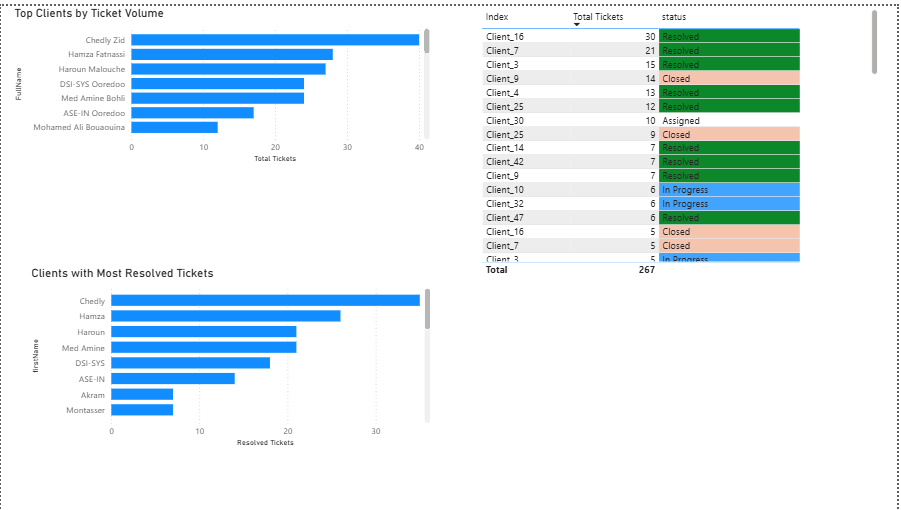 Top Clients by Ticket Volume
FullName
Chedly Zid
Hamza Fatnassi
Haroun Malouche
DSI-SYS Ooredoo
Med Amine Bohli
ASE-IN Ooredoo
Mohamed Ali Bouaouina
0 10 20 30 40
Total Tickets
Clients with Most Resolved Tickets
firstName
Chedly
Hamza
Haroun
Med Amine
DSI-SYS
ASE-IN
Akram
Montasser
0 10 20 30
Resolved Tickets
Index Total Tickets status
Client_16 30 Resolved
Client_7 21 Resolved
Client_3 15 Resolved
Client_9 14 Closed
Client_4 13 Resolved
Client_25 12 Resolved
Client_30 10 Assigned
Client_25 9 Closed
Client_14 7 Resolved
Client_42 7 Resolved
Client_9 7 Resolved
Client_10 6 In Progress
Client_32 6 In Progress
Client_47 6 Resolved
Client_16 5 Closed
Client_7 5 Closed
Client_3 5 In Progress
Total 267